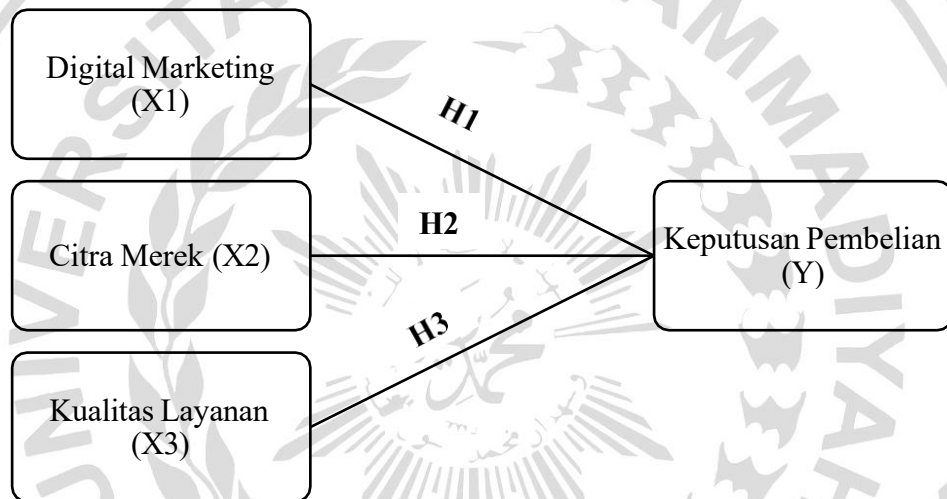 Digital Marketing
(X1)
H1
Citra Merek (X2)
H2
Keputusan Pembelian
(Y)
H3
Kualitas Layanan
(X3)